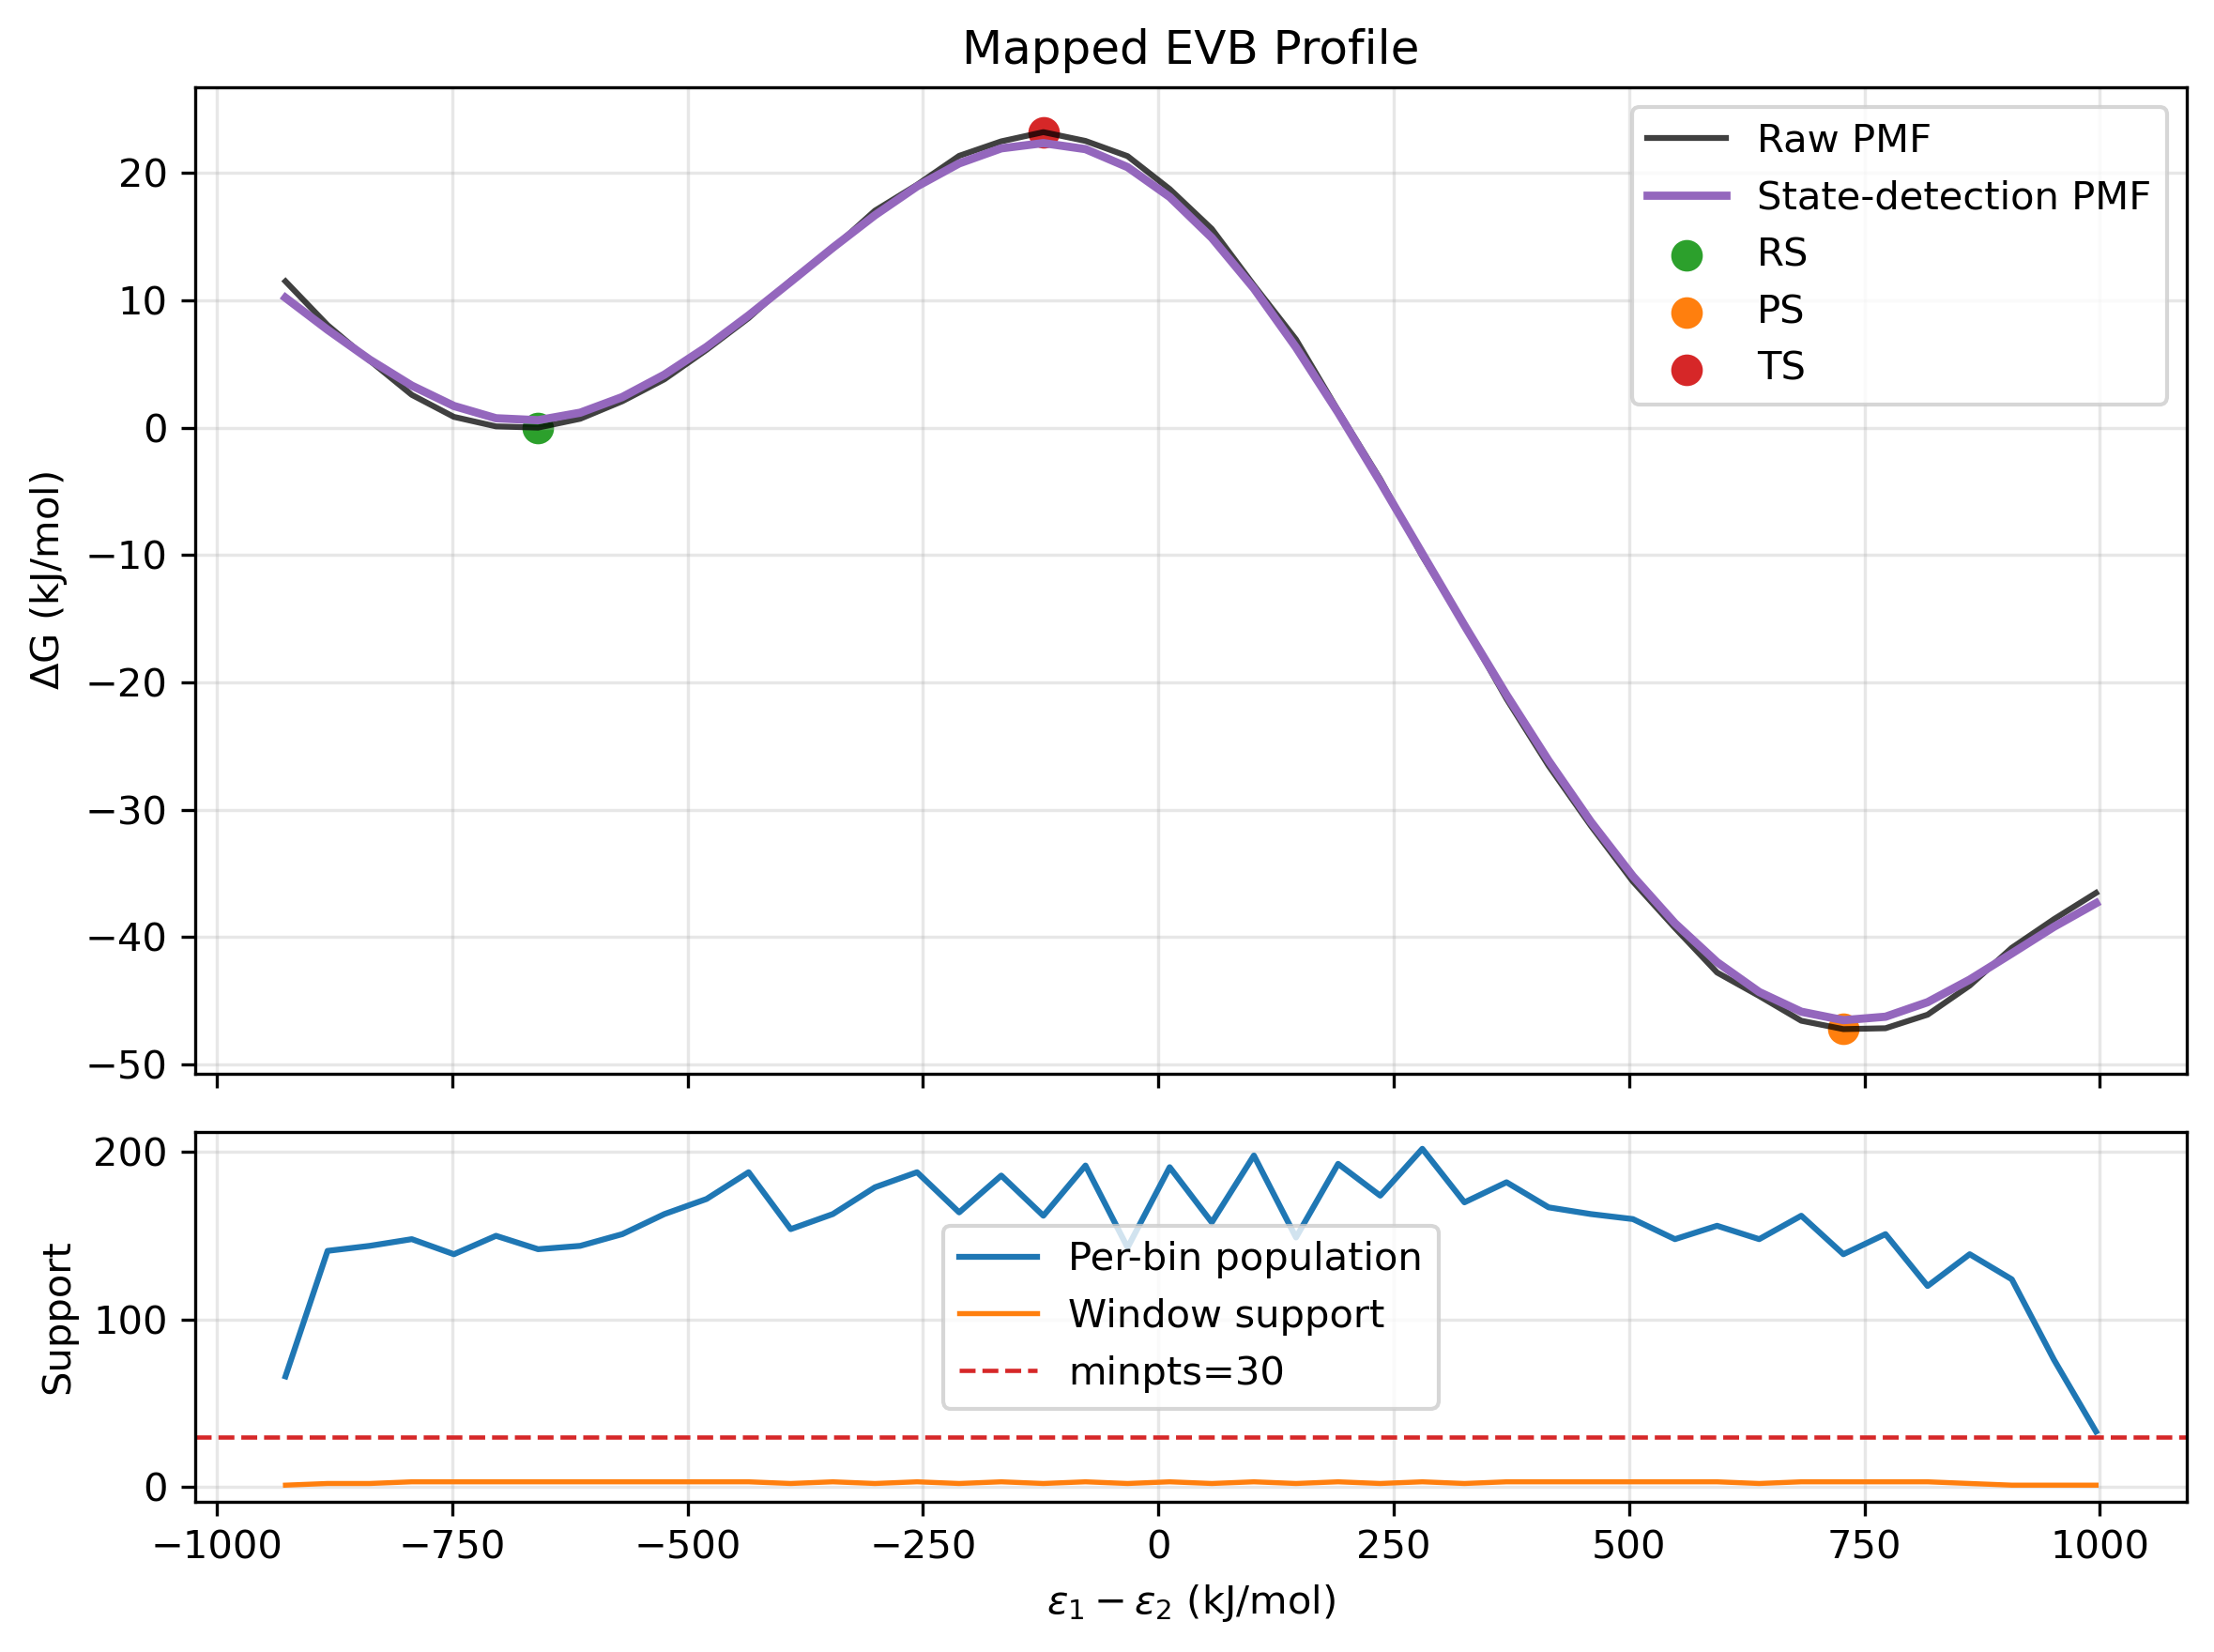 Mapped EVB Profile
Raw PMF
State-detection PMF
RS
PS
TS
ΔG (kJ/mol)
20
10
0
−10
−20
−30
−40
−50
Support
200
100
0
Per-bin population
Window support
minpts=30
−1000 −750 −500 −250 0 250 500 750 1000
ε₁ − ε₂ (kJ/mol)